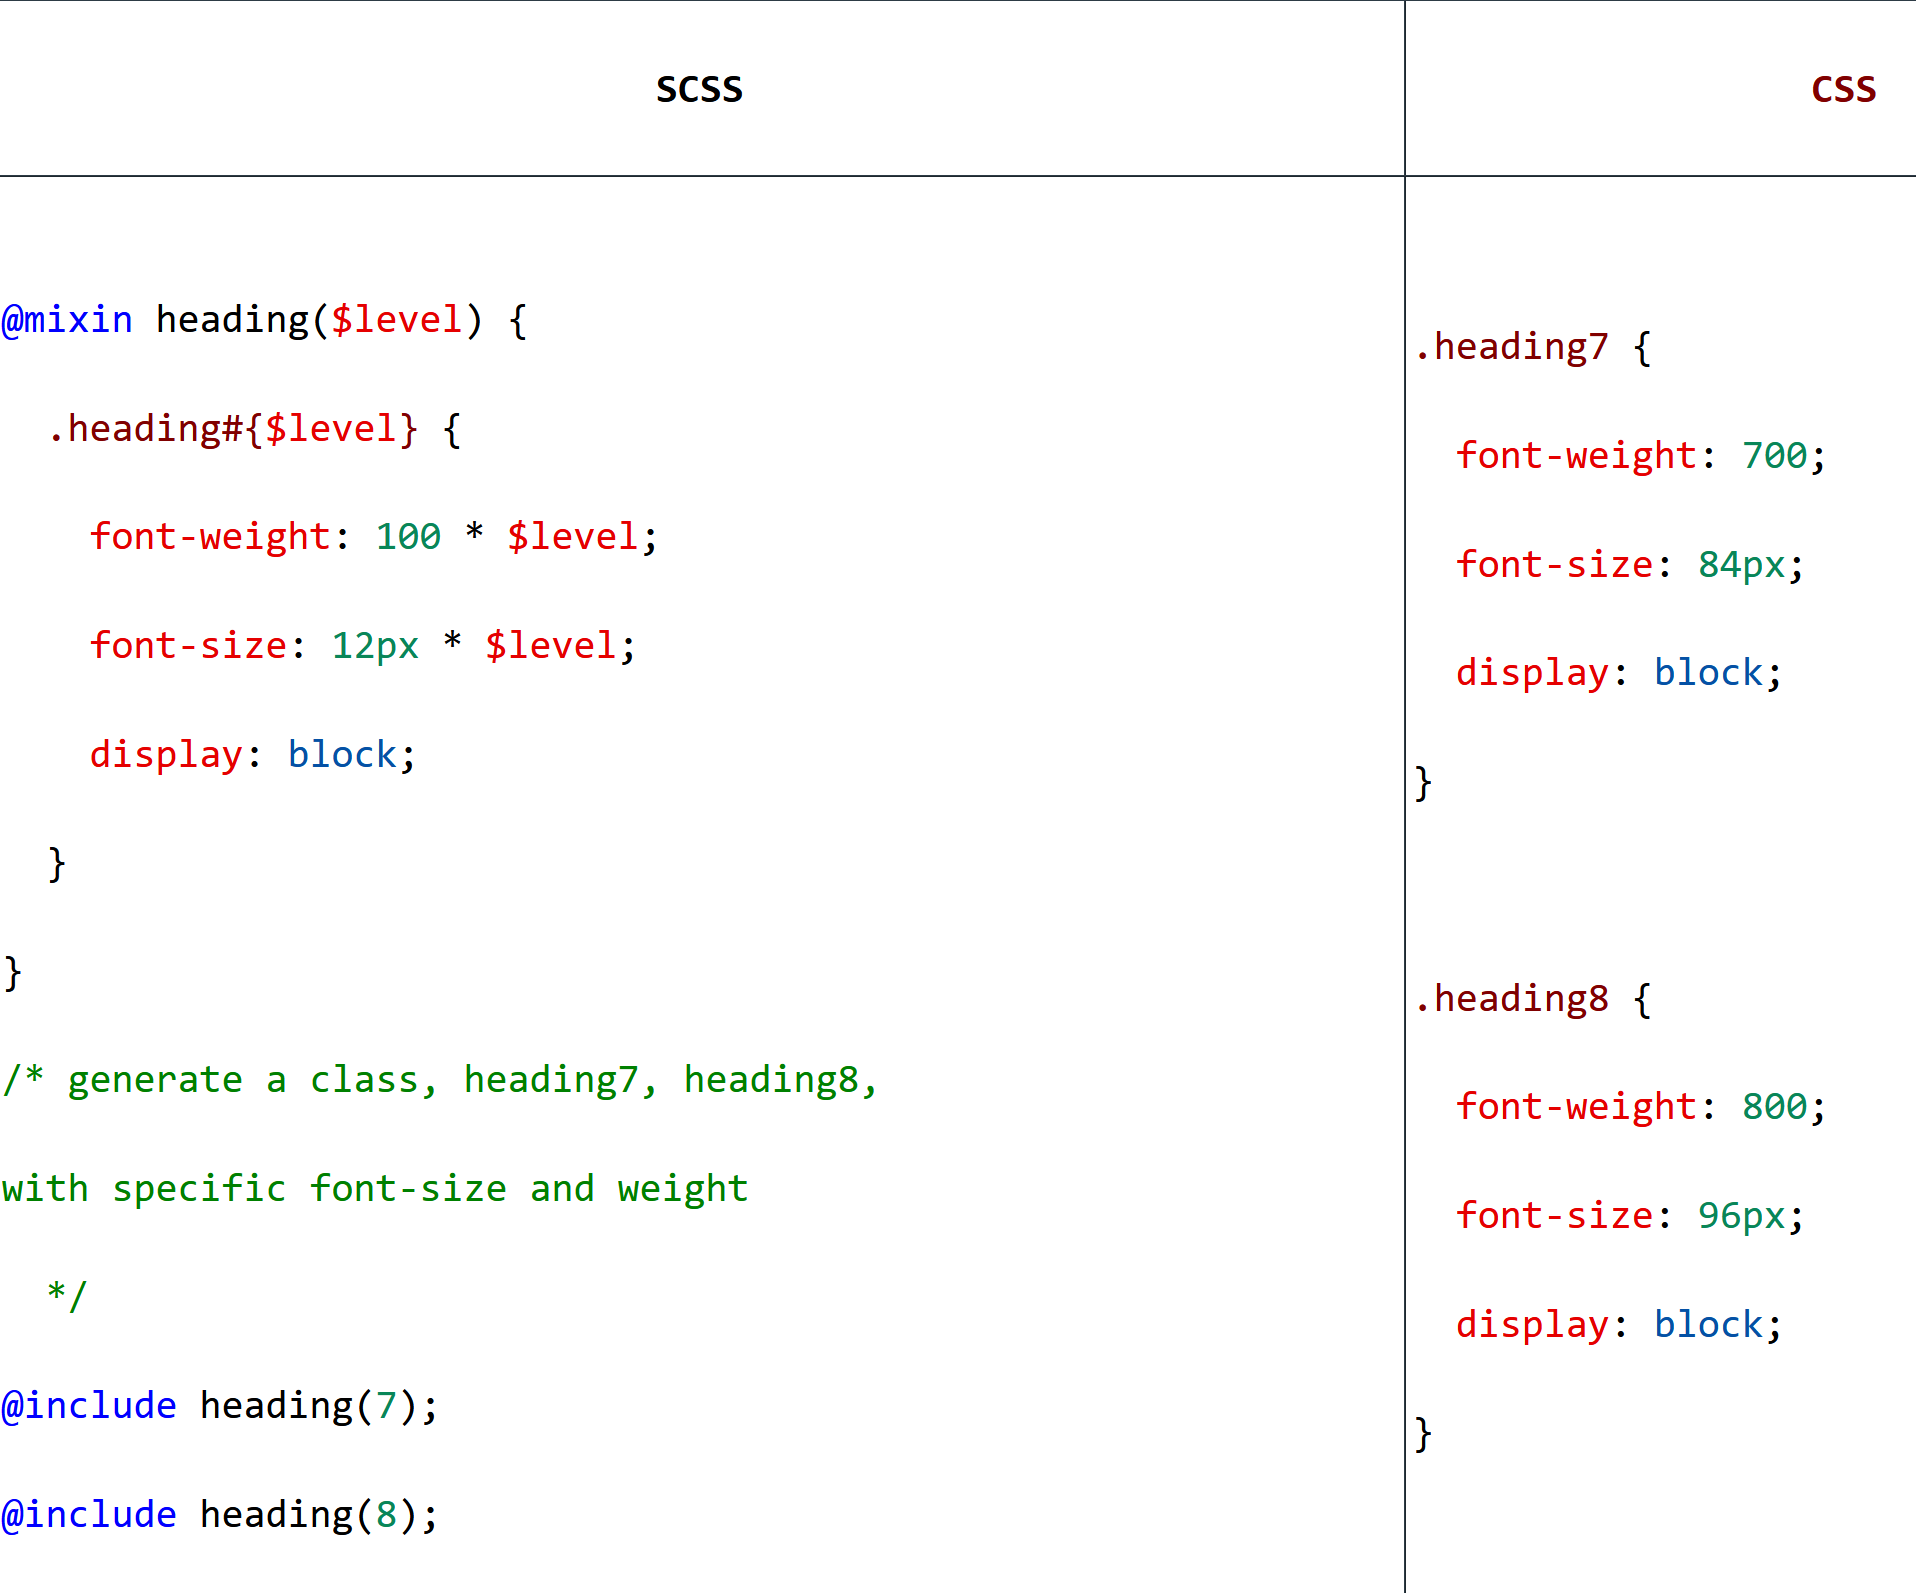 SCSS
CSS
@mixin heading($level) {
.heading#{$level} {
font-weight: 100 * $level;
font-size: 12px * $level;
display: block;
}
}
/* generate a class, heading7, heading8,
with specific font-size and weight
*/
@include heading(7);
@include heading(8);
.heading7 {
font-weight: 700;
font-size: 84px;
display: block;
}
.heading8 {
font-weight: 800;
font-size: 96px;
display: block;
}